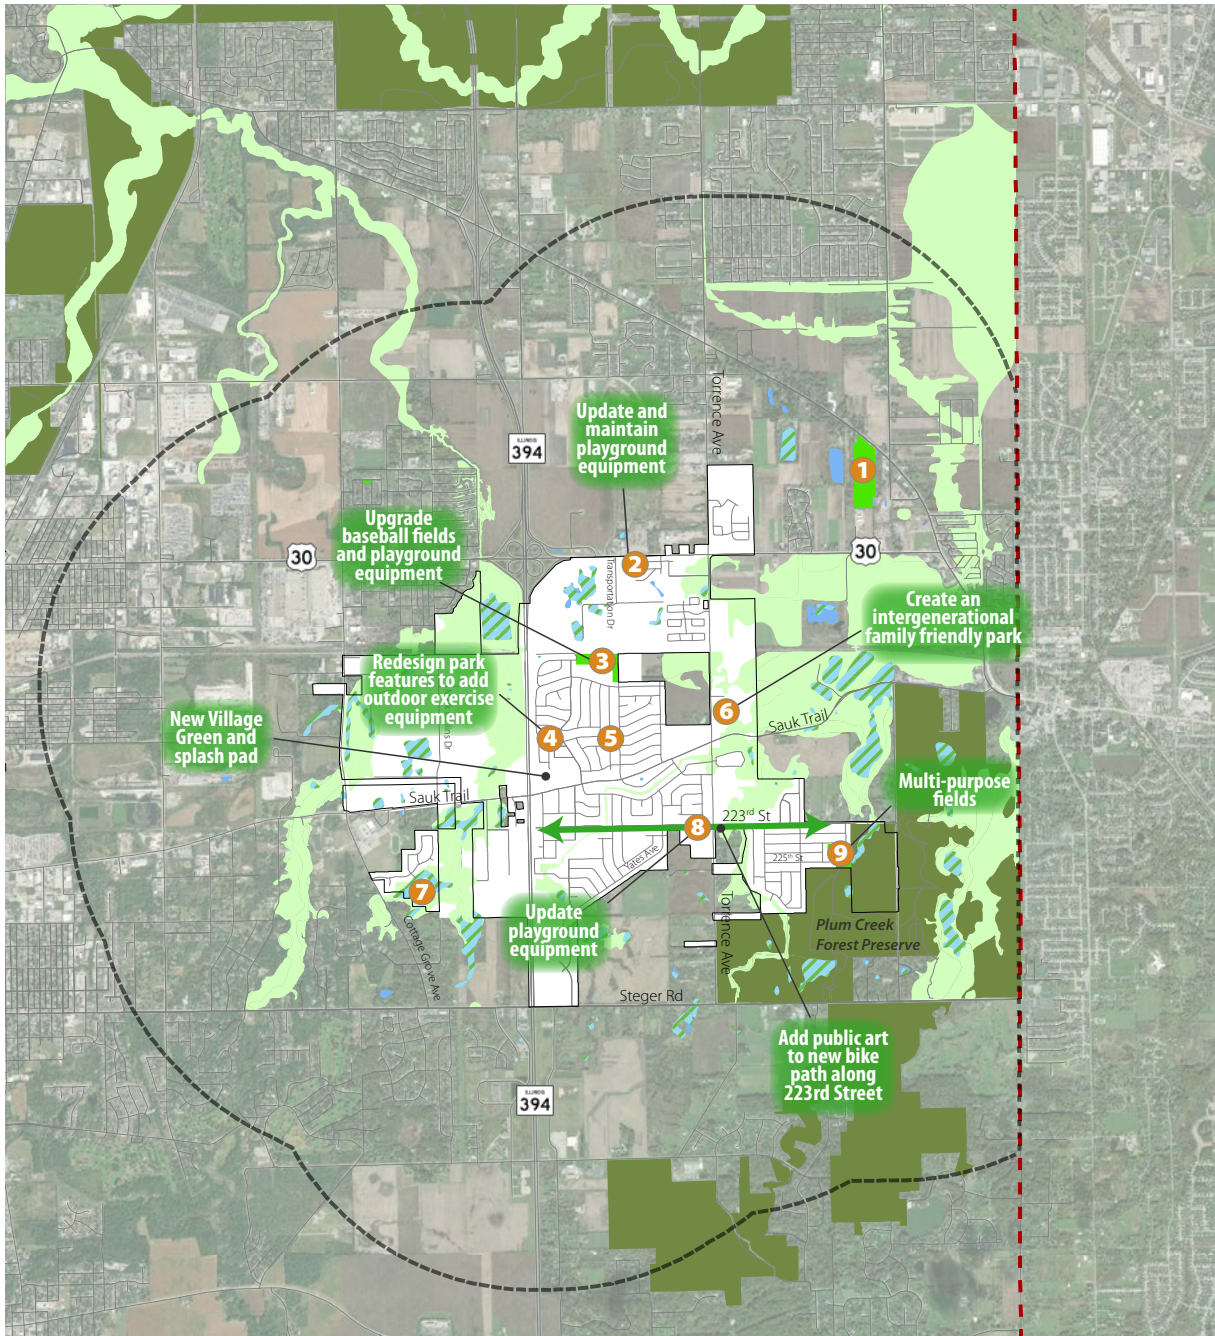 Torrence Ave
Update and
maintain
playground
equipment
ILLINOIS
394
1
Upgrade
baseball fields
and playground
equipment
30
30
2
Transportation Dr
Create an
intergenerational
family friendly park
3
Redesign park
features to add
outdoor exercise
equipment
6
Sauk Trail
New Village
Green and
splash pad
4
5
ns Dr
Multi-purpose
fields
Sauk Trail
223rd St
8
Yates Ave
225th St
9
7
Update
playground
equipment
Cottage Grove Ave
Torrence Ave
Plum Creek
Forest Preserve
Steger Rd
Add public art
to new bike
path along
223rd Street
ILLINOIS
394